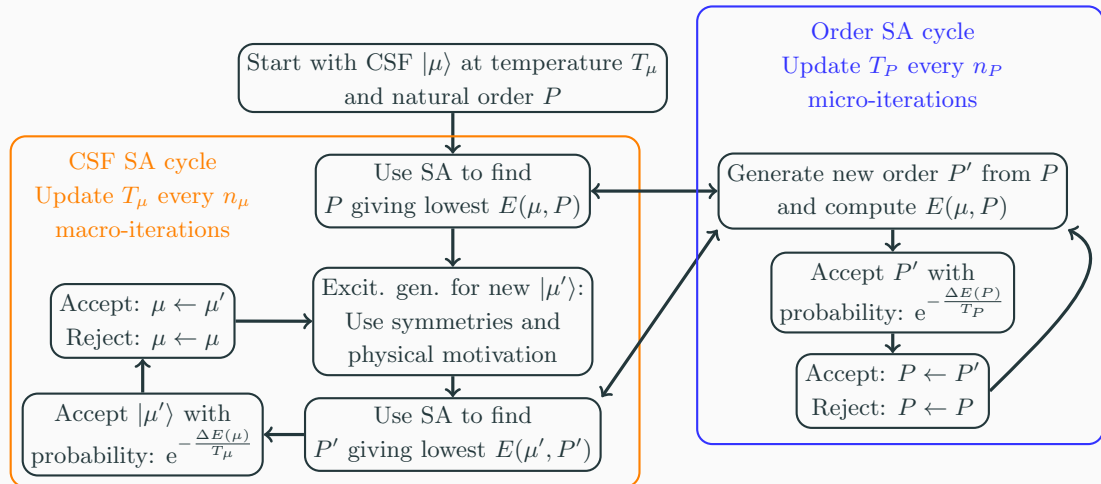 Start with CSF |μ⟩ at temperature T_μ
and natural order P
CSF SA cycle
Update T_μ every n_μ
macro-iterations
Use SA to find
P giving lowest E(μ, P)
Excit. gen. for new |μ′⟩:
Use symmetries and
physical motivation
Use SA to find
P′ giving lowest E(μ′, P′)
Accept |μ′⟩ with
probability: e^{-\frac{ΔE(μ)}{T_μ}}
Accept: μ ← μ′
Reject: μ ← μ
Order SA cycle
Update T_P every n_P
micro-iterations
Generate new order P′ from P
and compute E(μ, P)
Accept P′ with
probability: e^{-\frac{ΔE(P)}{T_P}}
Accept: P ← P′
Reject: P ← P